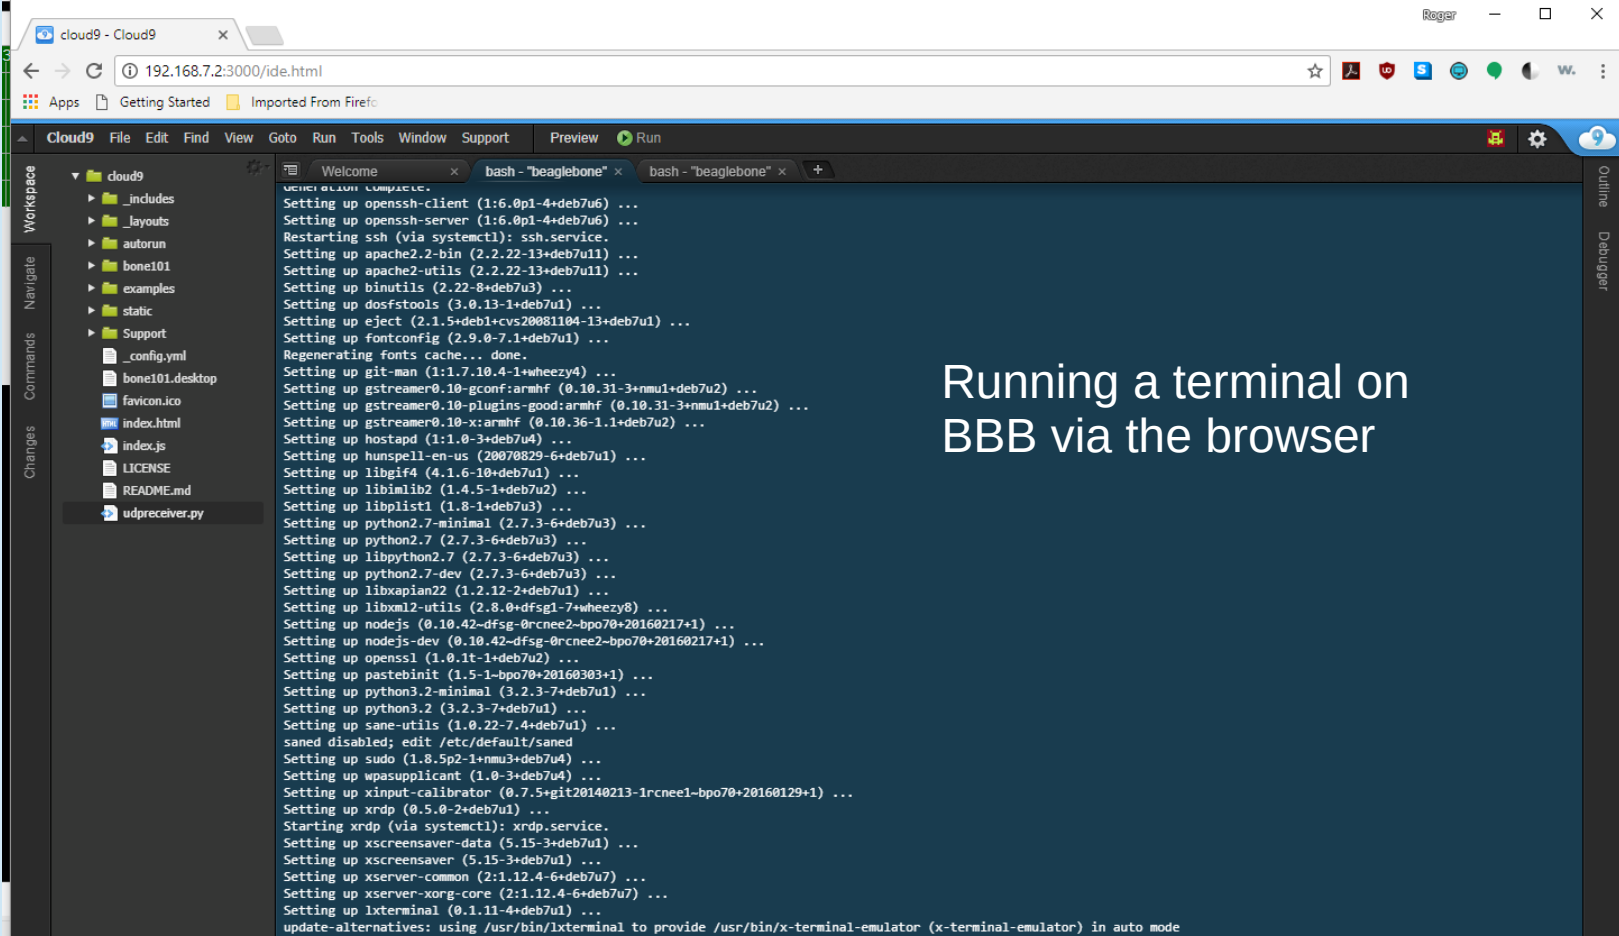 Roger
cloud9 - Cloud9
192.168.7.2:3000/ide.html
Apps Getting Started Imported From Firefo
Cloud9 File Edit Find View Goto Run Tools Window Support Preview Run
Workspace
Navigate
Commands
Changes
cloud9
_includes
_layouts
autorun
bone101
examples
static
Support
_config.yml
bone101.desktop
favicon.ico
index.html
index.js
LICENSE
README.md
udpreceiver.py
Welcome bash - "beaglebone" bash - "beaglebone"
Generation complete.
Setting up openssh-client (1:6.0p1-4+deb7u6) ...
Setting up openssh-server (1:6.0p1-4+deb7u6) ...
Restarting ssh (via systemctl): ssh.service.
Setting up apache2.2-bin (2.2.22-13+deb7u11) ...
Setting up apache2-utils (2.2.22-13+deb7u11) ...
Setting up binutils (2.22-8+deb7u3) ...
Setting up dosfstools (3.0.13-1+deb7u1) ...
Setting up eject (2.1.5+deb1+cvs20081104-13+deb7u1) ...
Setting up fontconfig (2.9.0-7.1+deb7u1) ...
Regenerating fonts cache... done.
Setting up git-man (1:1.7.10.4-1+wheezy4) ...
Setting up gstreamer0.10-gconf:armhf (0.10.31-3+nmu1+deb7u2) ...
Setting up gstreamer0.10-plugins-good:armhf (0.10.31-3+nmu1+deb7u2) ...
Setting up gstreamer0.10-x:armhf (0.10.36-1.1+deb7u2) ...
Setting up hostapd (1:1.0-3+deb7u4) ...
Setting up hunspell-en-us (20070829-6+deb7u1) ...
Setting up libgif4 (4.1.6-10+deb7u1) ...
Setting up libimlib2 (1.4.5-1+deb7u2) ...
Setting up libplist1 (1.8-1+deb7u3) ...
Setting up python2.7-minimal (2.7.3-6+deb7u3) ...
Setting up python2.7 (2.7.3-6+deb7u3) ...
Setting up libpython2.7 (2.7.3-6+deb7u3) ...
Setting up python2.7-dev (2.7.3-6+deb7u3) ...
Setting up libxapian22 (1.2.12-2+deb7u1) ...
Setting up libxml2-utils (2.8.0+dfsg1-7+wheezy8) ...
Setting up nodejs (0.10.42~dfsg-0rcnee2~bpo70+20160217+1) ...
Setting up nodejs-dev (0.10.42~dfsg-0rcnee2~bpo70+20160217+1) ...
Setting up openssl (1.0.1t-1+deb7u2) ...
Setting up pastebinit (1.5-1~bpo70+20160303+1) ...
Setting up python3.2-minimal (3.2.3-7+deb7u1) ...
Setting up python3.2 (3.2.3-7+deb7u1) ...
Setting up sane-utils (1.0.22-7.4+deb7u1) ...
saned disabled; edit /etc/default/saned
Setting up sudo (1.8.5p2-1+nmu3+deb7u4) ...
Setting up wpasupplicant (1.0-3+deb7u4) ...
Setting up xinput-calibrator (0.7.5+git20140213-1rcnee1~bpo70+20160129+1) ...
Setting up xrdp (0.5.0-2+deb7u1) ...
Starting xrdp (via systemctl): xrdp.service.
Setting up xscreensaver-data (5.15-3+deb7u1) ...
Setting up xscreensaver (5.15-3+deb7u1) ...
Setting up xserver-common (2:1.12.4-6+deb7u7) ...
Setting up xserver-xorg-core (2:1.12.4-6+deb7u7) ...
Setting up lxterminal (0.1.11-4+deb7u1) ...
update-alternatives: using /usr/bin/lxterminal to provide /usr/bin/x-terminal-emulator (x-terminal-emulator) in auto mode
Running a terminal on
BBB via the browser
Outline
Debugger